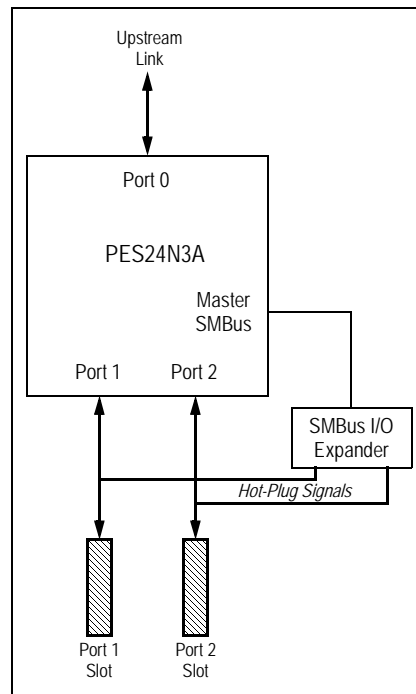 Upstream
Link
Port 0
PES24N3A
Master
SMBus
Port 1
Port 2
SMBus I/O
Expander
Hot-Plug Signals
Port 1
Slot
Port 2
Slot